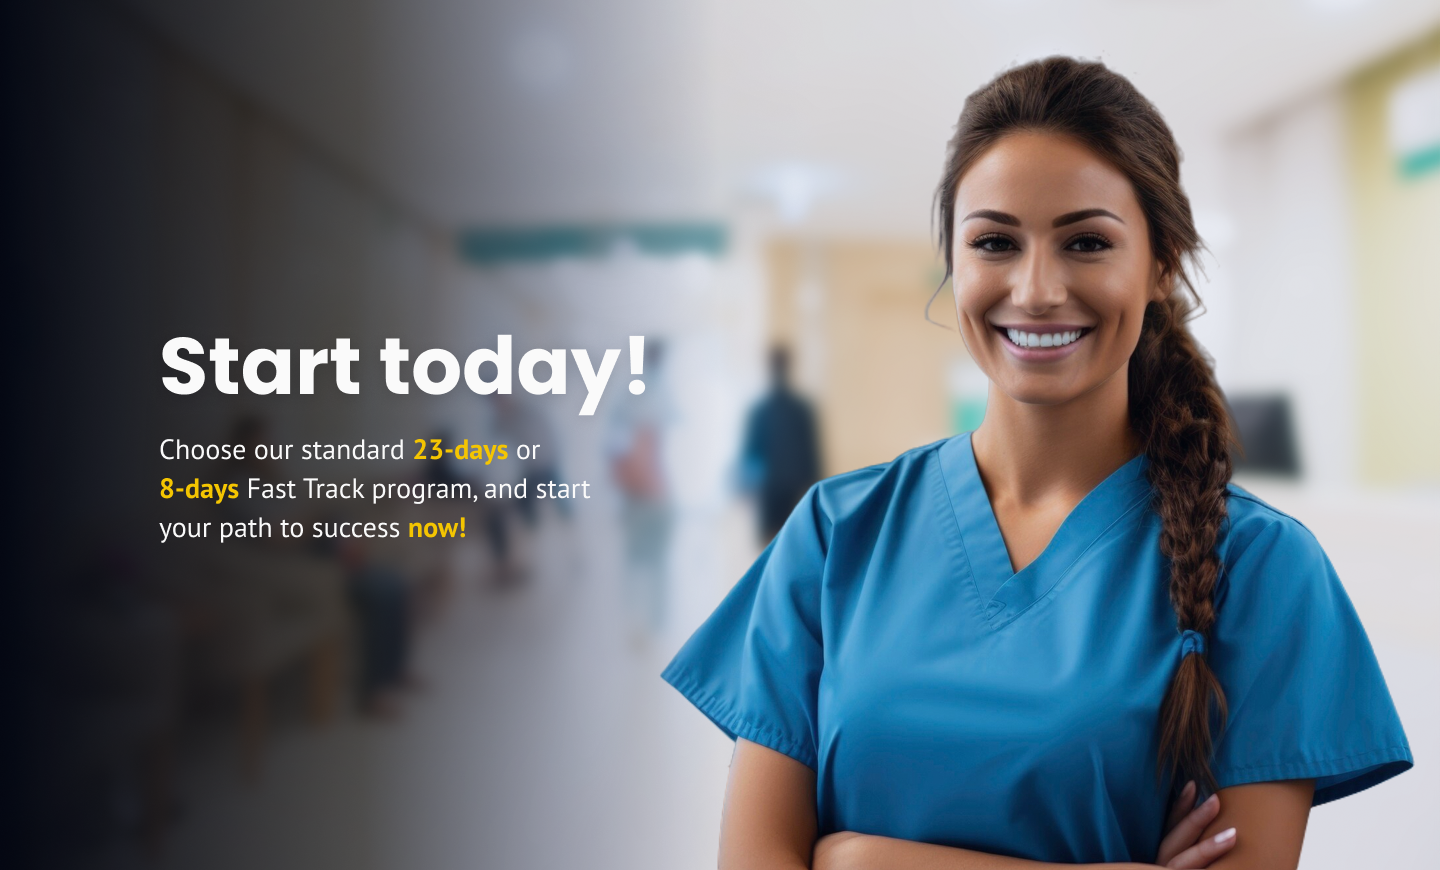 Start today!
Choose our standard 23-days or
8-days Fast Track program, and start
your path to success now!